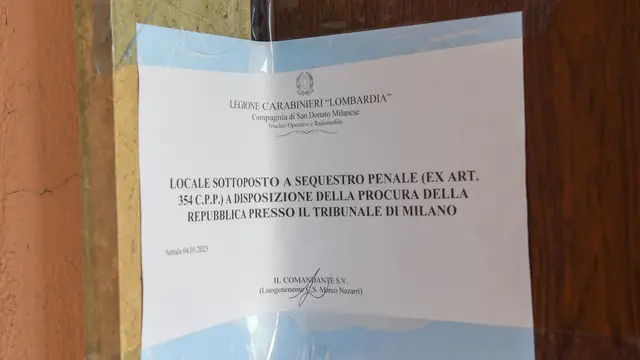 LEGIONE CARABINIERI "LOMBARDIA"
Compagnia di San Donato Milanese
Nucleo Operativo e Radiomobile
LOCALE SOTTOPOSTO A SEQUESTRO PENALE (EX ART.
354 C.P.P.) A DISPOSIZIONE DELLA PROCURA DELLA
REPUBBLICA PRESSO IL TRIBUNALE DI MILANO
Settala 04.05.2025
IL COMANDANTE S.V.
(Luogotenente C.S. Marco Nazarri)